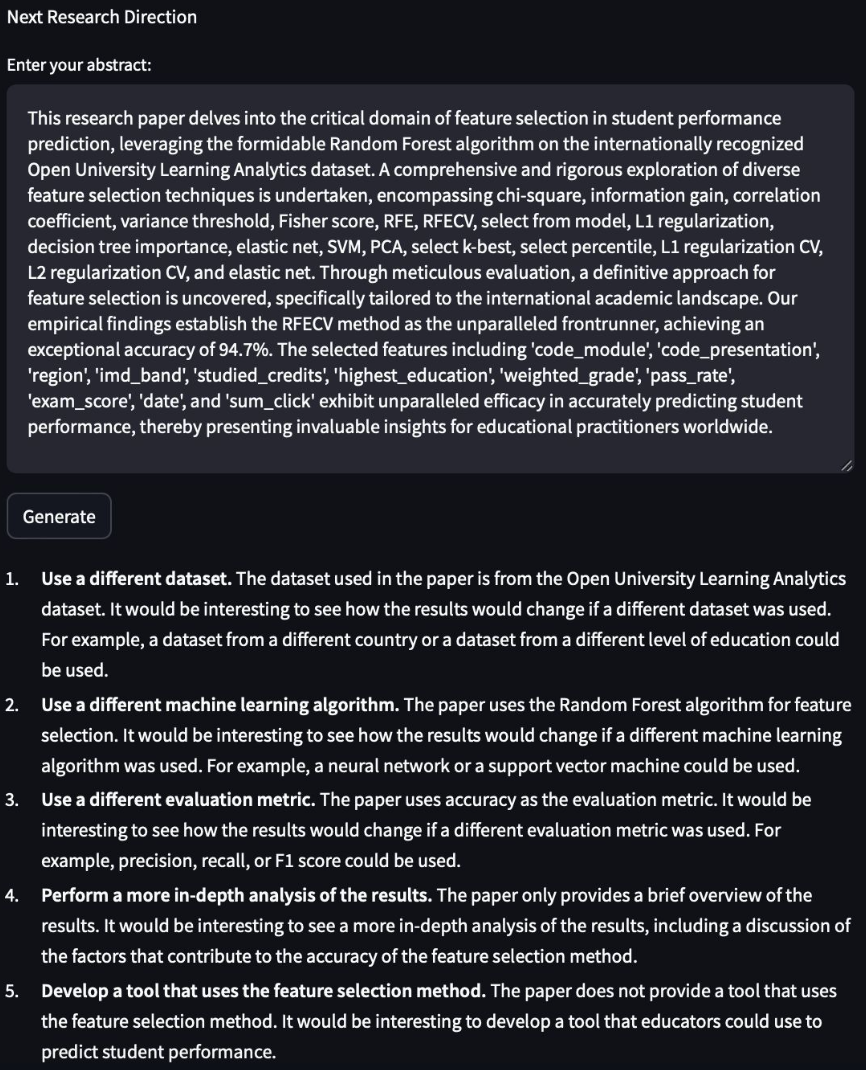 Next Research Direction
Enter your abstract:
This research paper delves into the critical domain of feature selection in student performance
prediction, leveraging the formidable Random Forest algorithm on the internationally recognized
Open University Learning Analytics dataset. A comprehensive and rigorous exploration of diverse
feature selection techniques is undertaken, encompassing chi-square, information gain, correlation
coefficient, variance threshold, Fisher score, RFE, RFECV, select from model, L1 regularization,
decision tree importance, elastic net, SVM, PCA, select k-best, select percentile, L1 regularization CV,
L2 regularization CV, and elastic net. Through meticulous evaluation, a definitive approach for
feature selection is uncovered, specifically tailored to the international academic landscape. Our
empirical findings establish the RFECV method as the unparalleled frontrunner, achieving an
exceptional accuracy of 94.7%. The selected features including 'code_module', 'code_presentation',
'region', 'imd_band', 'studied_credits', 'highest_education', 'weighted_grade', 'pass_rate',
'exam_score', 'date', and 'sum_click' exhibit unparalleled efficacy in accurately predicting student
performance, thereby presenting invaluable insights for educational practitioners worldwide.
Generate
1. Use a different dataset. The dataset used in the paper is from the Open University Learning Analytics
dataset. It would be interesting to see how the results would change if a different dataset was used.
For example, a dataset from a different country or a dataset from a different level of education could
be used.
2. Use a different machine learning algorithm. The paper uses the Random Forest algorithm for feature
selection. It would be interesting to see how the results would change if a different machine learning
algorithm was used. For example, a neural network or a support vector machine could be used.
3. Use a different evaluation metric. The paper uses accuracy as the evaluation metric. It would be
interesting to see how the results would change if a different evaluation metric was used. For
example, precision, recall, or F1 score could be used.
4. Perform a more in-depth analysis of the results. The paper only provides a brief overview of the
results. It would be interesting to see a more in-depth analysis of the results, including a discussion of
the factors that contribute to the accuracy of the feature selection method.
5. Develop a tool that uses the feature selection method. The paper does not provide a tool that uses
the feature selection method. It would be interesting to develop a tool that educators could use to
predict student performance.